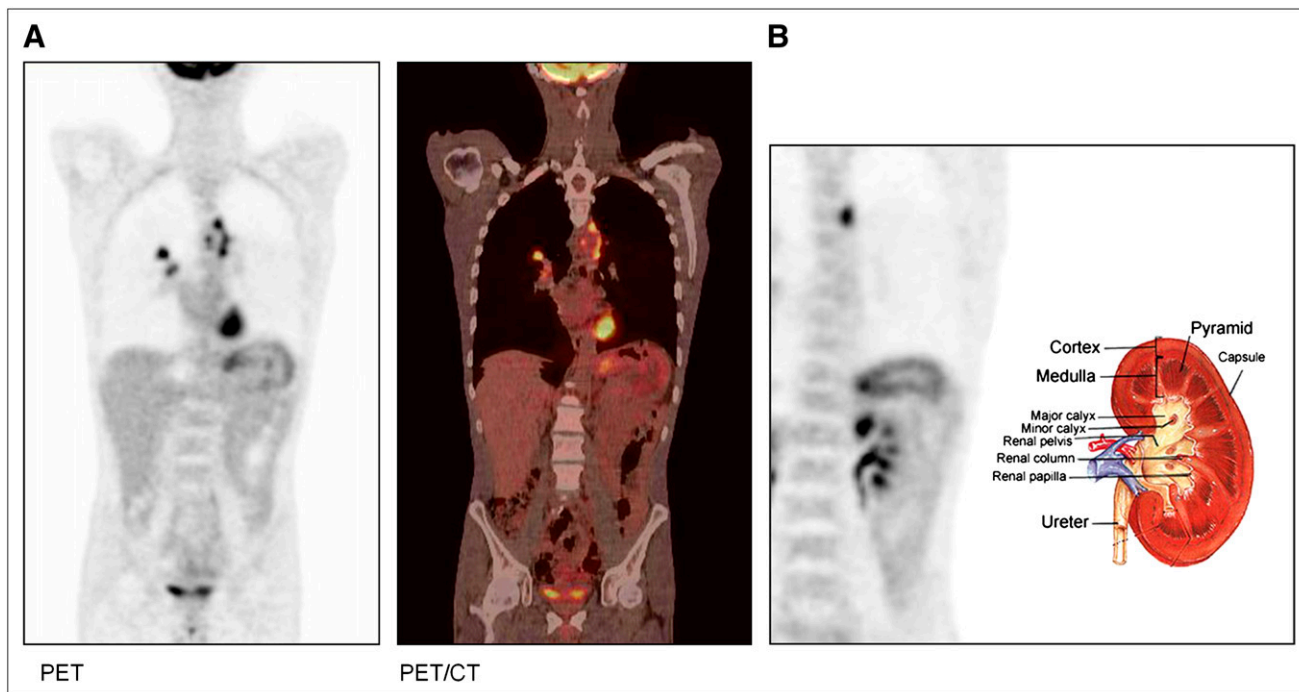 A
B
PET
PET/CT
Cortex
Pyramid
Capsule
Medulla
Major calyx
Minor calyx
Renal pelvis
Renal column
Renal papilla
Ureter